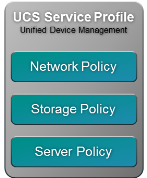 UCS Service Profile
Unified Device Management
Network Policy
Storage Policy
Server Policy